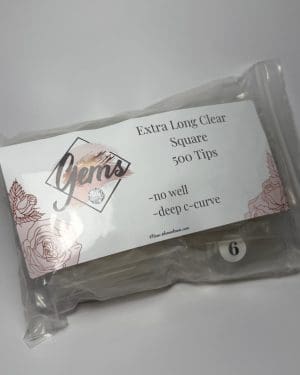 Gems
Extra Long Clear
Square
500 Tips
-no well
-deep c-curve
6